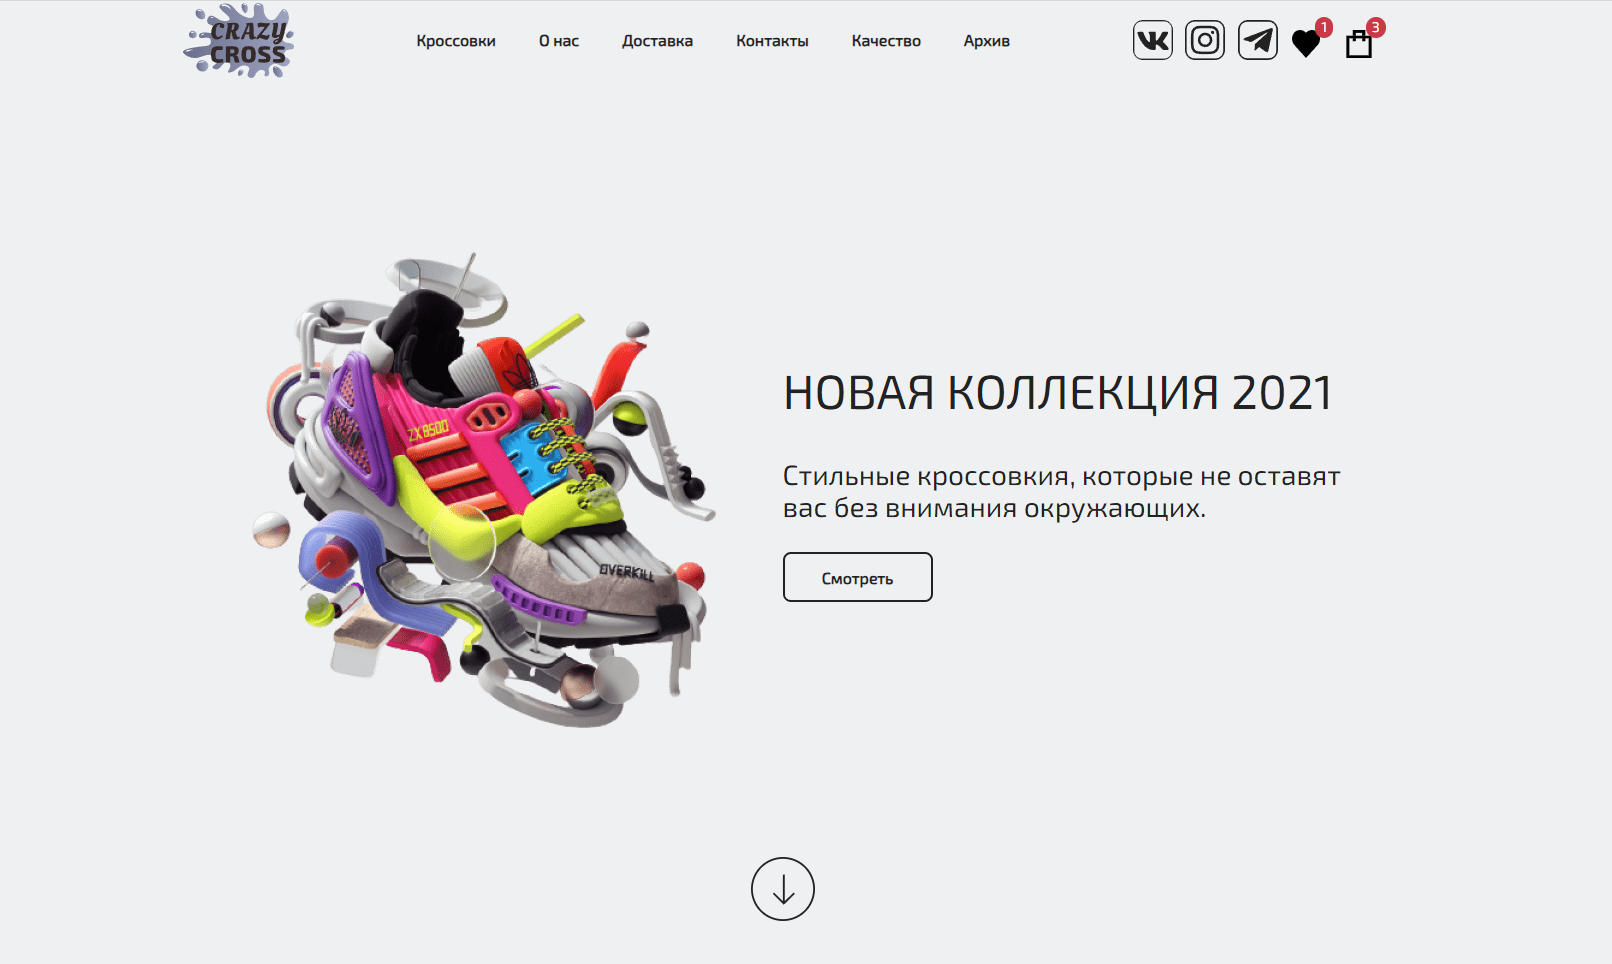 CRAZY
CROSS
Кроссовки
О нас
Доставка
Контакты
Качество
Архив
VK
1
3
ZX 8500
OVERKILL
НОВАЯ КОЛЛЕКЦИЯ 2021
Стильные кроссовкия, которые не оставят
вас без внимания окружающих.
Смотреть